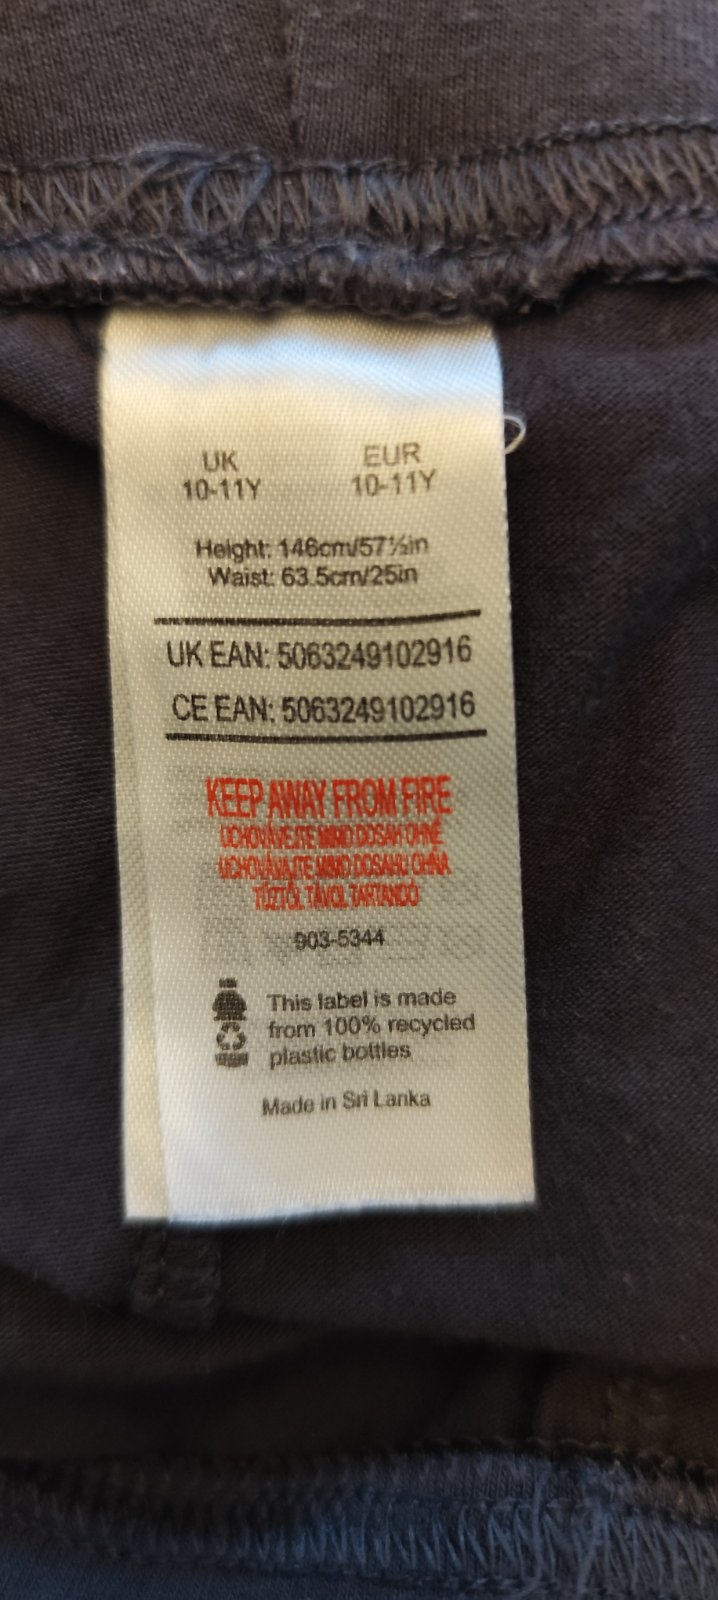 UK EUR
10-11Y 10-11Y
Height: 146cm/57½in
Waist: 63.5cm/25in
UK EAN: 5063249102916
CE EAN: 5063249102916
KEEP AWAY FROM FIRE
UCHOVÁVEJTE MIMO DOSAH OHNĚ
UCHOVÁVAJTE MIMO DOSAHU OHŇA
TŰZTŐL TÁVOL TARTANDÓ
903-5344
This label is made
from 100% recycled
plastic bottles
Made in Sri Lanka